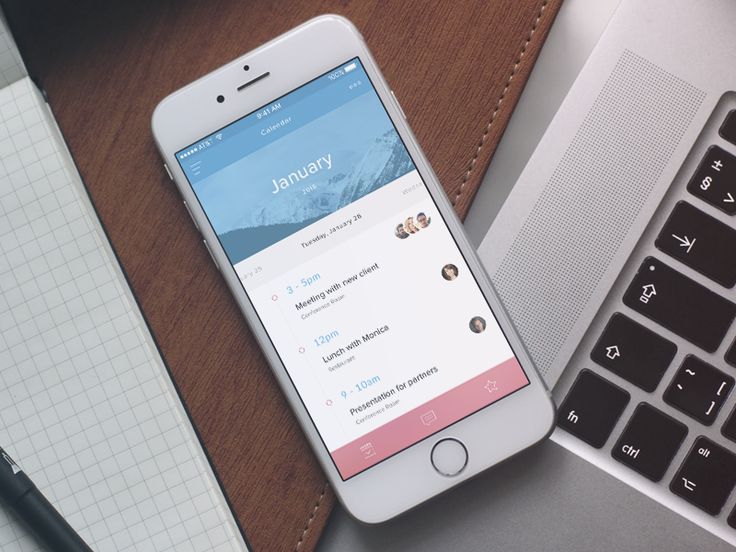 AT&T
9:41 AM
100%
Calendar
January
2016
Tuesday, January 26
3 - 5pm
Meeting with new client
Conference Room
12pm
Lunch with Monica
Restaurant
9 - 10am
Presentation for partners
Conference Room
±
§
>
fn
ctrl
alt
⌥
~
[
]